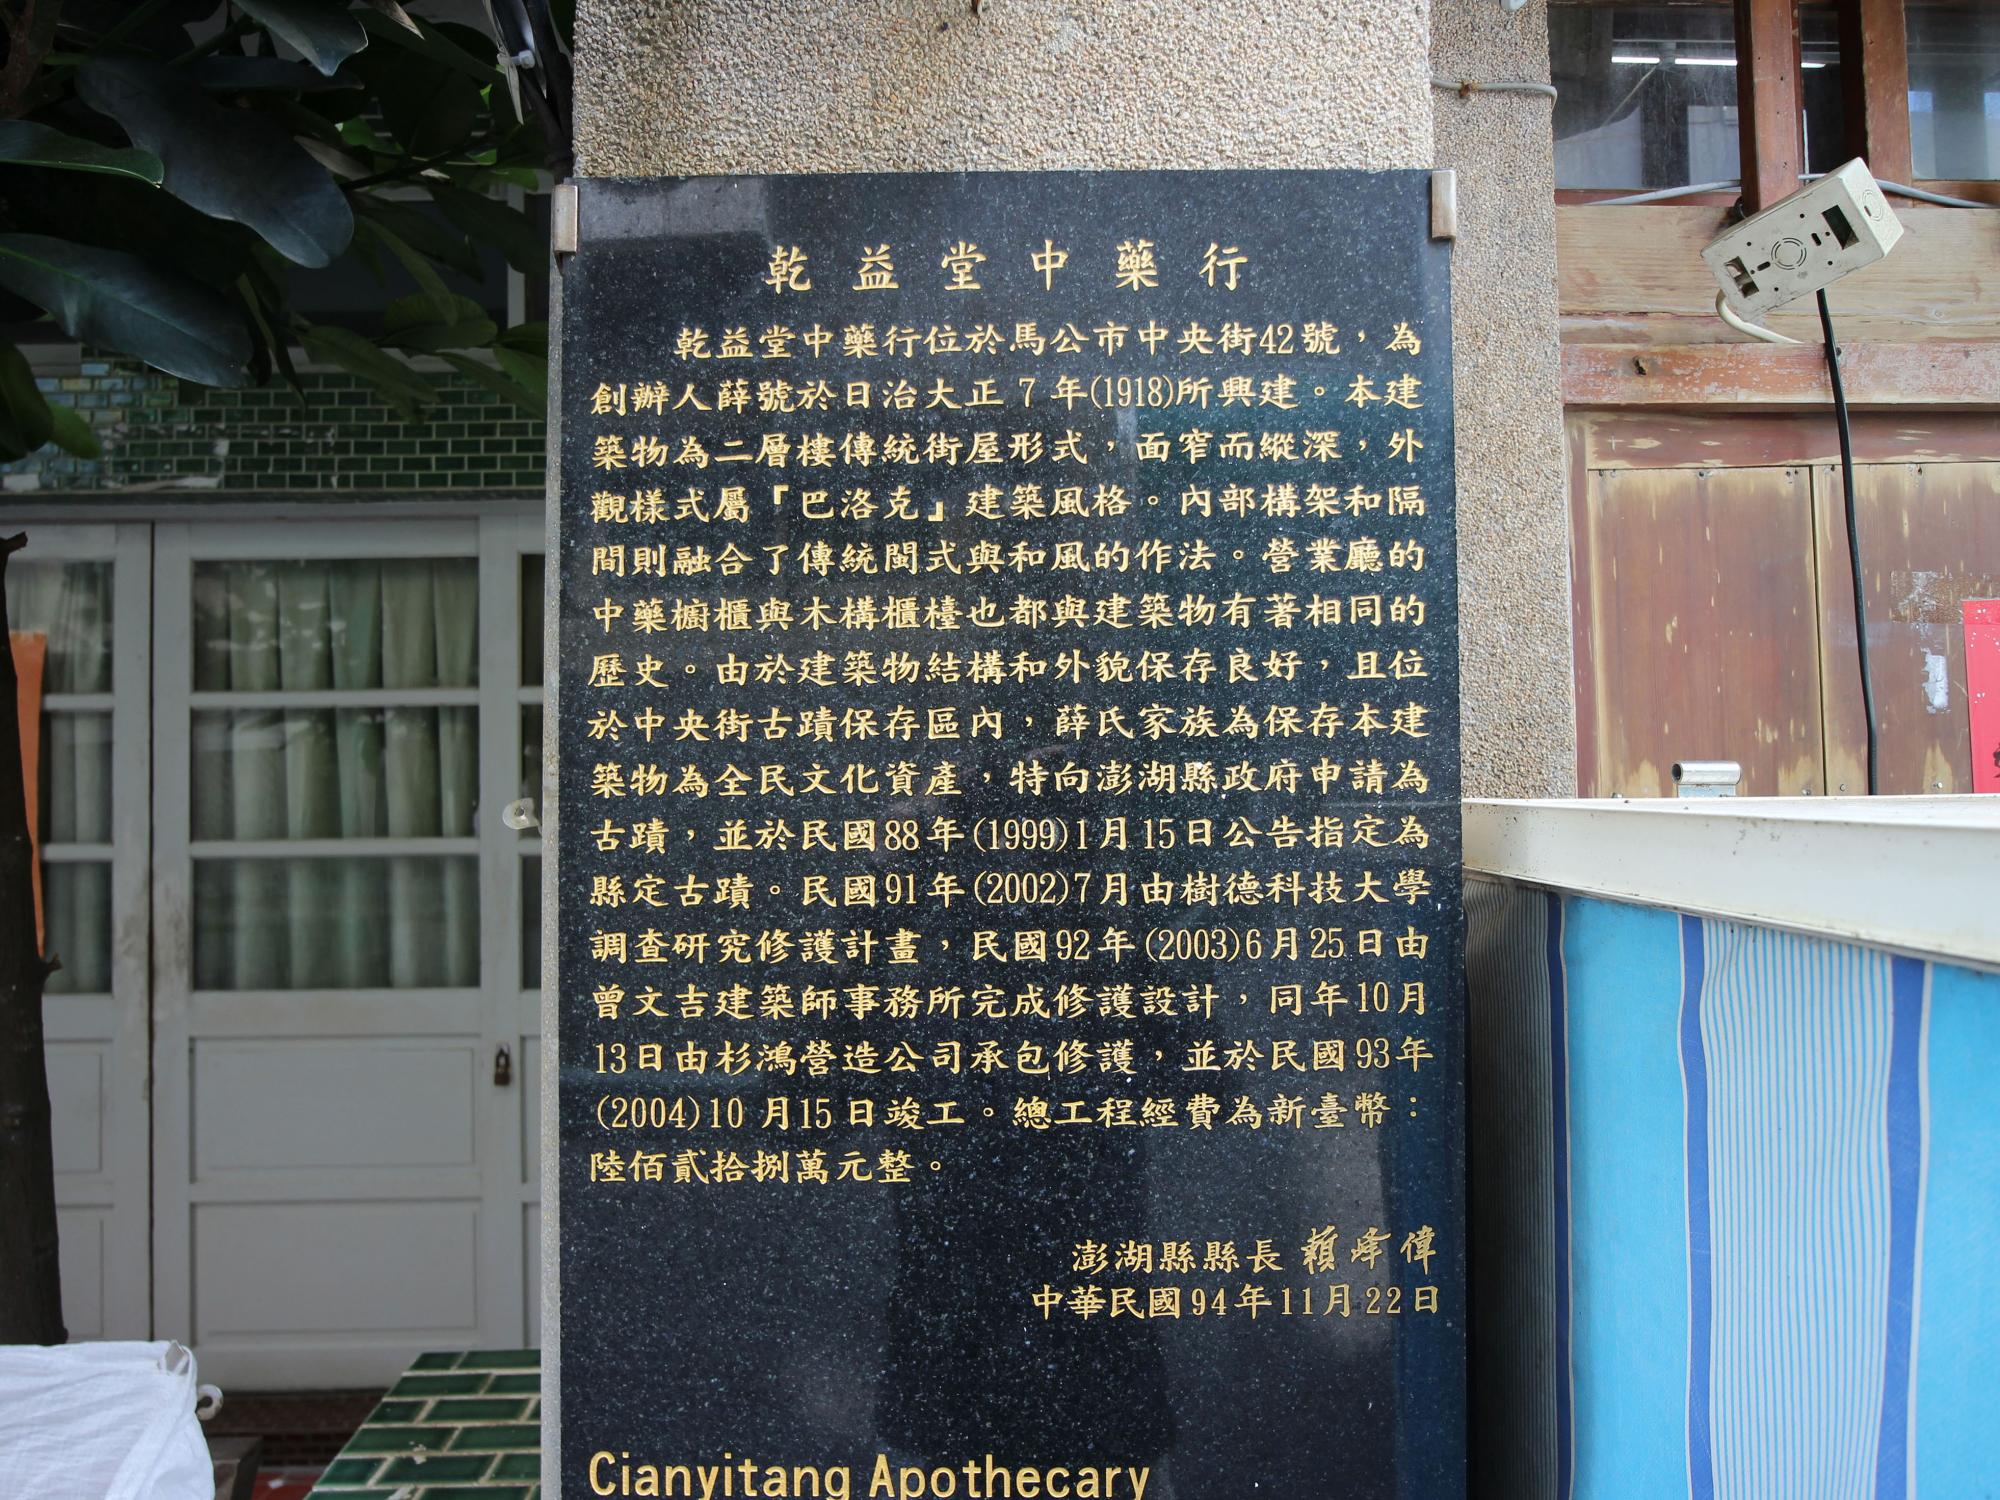 乾益堂中藥行
乾益堂中藥行位於馬公市中央街42號，為
創辦人薛號於日治大正7年(1918)所興建。本建
築物為二層樓傳統街屋形式，面窄而縱深，外
觀樣式屬『巴洛克』建築風格。內部構架和隔
間則融合了傳統閩式與和風的作法。營業廳的
中藥櫥櫃與木構櫃檯也都與建築物有著相同的
歷史。由於建築物結構和外貌保存良好，且位
於中央街古蹟保存區內，薛氏家族為保存本建
築物為全民文化資產，特向澎湖縣政府申請為
古蹟，並於民國88年(1999)1月15日公告指定為
縣定古蹟。民國91年(2002)7月由樹德科技大學
調查研究修護計畫，民國92年(2003)6月25日由
曾文吉建築師事務所完成修護設計，同年10月
13日由杉鴻營造公司承包修護，並於民國93年
(2004)10月15日竣工。總工程經費為新臺幣：
陸佰貳拾捌萬元整。
澎湖縣縣長 賴峰偉
中華民國94年11月22日
Cianyitang Apothecary